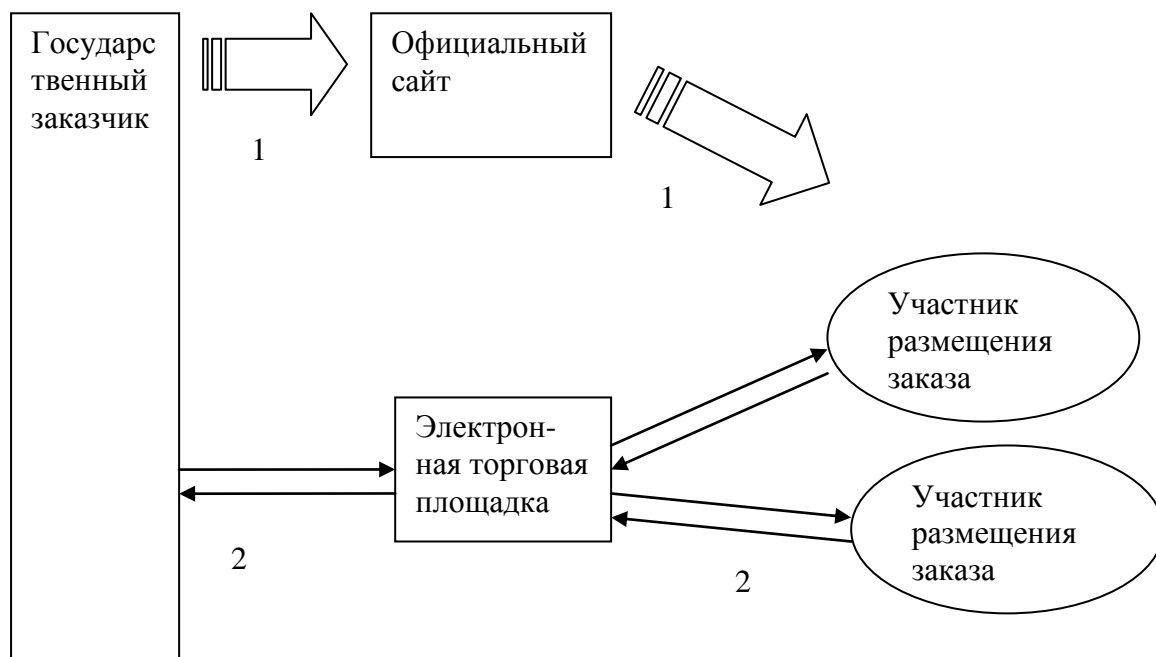 Государс
твенный
заказчик
Официальный
сайт
1
1
Участник
размещения
заказа
Электрон-
ная торговая
площадка
Участник
размещения
заказа
2
2